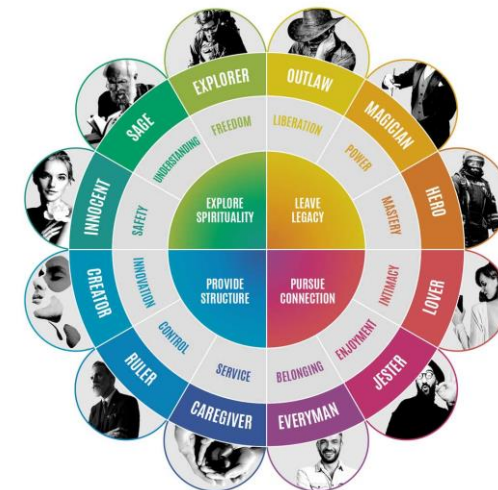 EXPLORER
OUTLAW
MAGICIAN
HERO
LOVER
JESTER
EVERYMAN
CAREGIVER
RULER
CREATOR
INNOCENT
SAGE
FREEDOM
LIBERATION
POWER
MASTERY
INTIMACY
ENJOYMENT
BELONGING
SERVICE
CONTROL
INNOVATION
SAFETY
UNDERSTANDING
EXPLORE
SPIRITUALITY
LEAVE
LEGACY
PROVIDE
STRUCTURE
PURSUE
CONNECTION